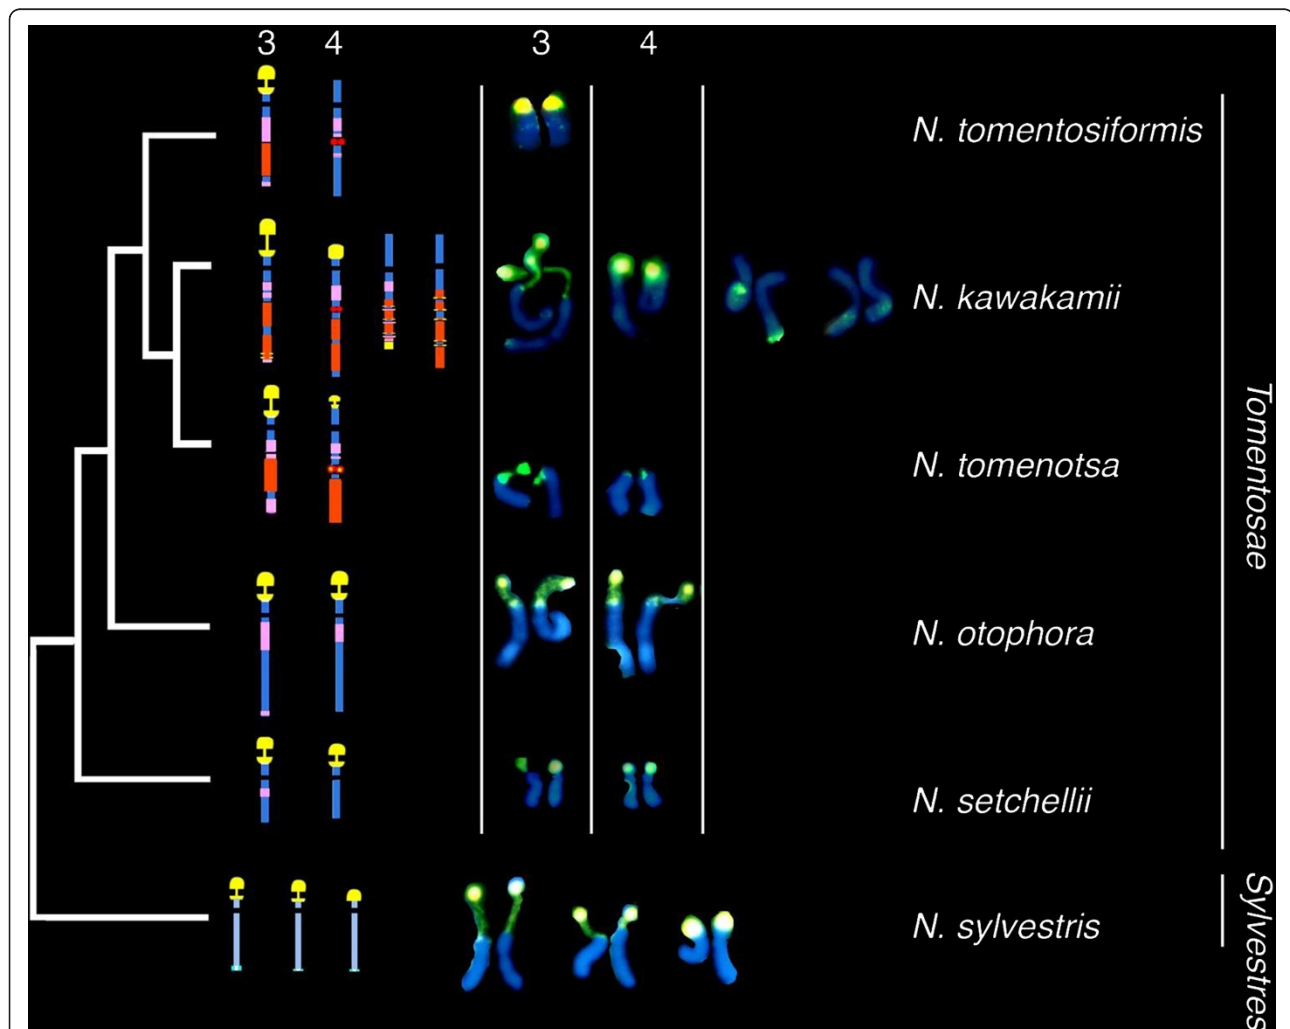 3 4 3 4
N. tomentosiformis
N. kawakamii
N. tomenotsa
N. otophora
N. setchellii
N. sylvestris
Tomentosae
Sylvestres